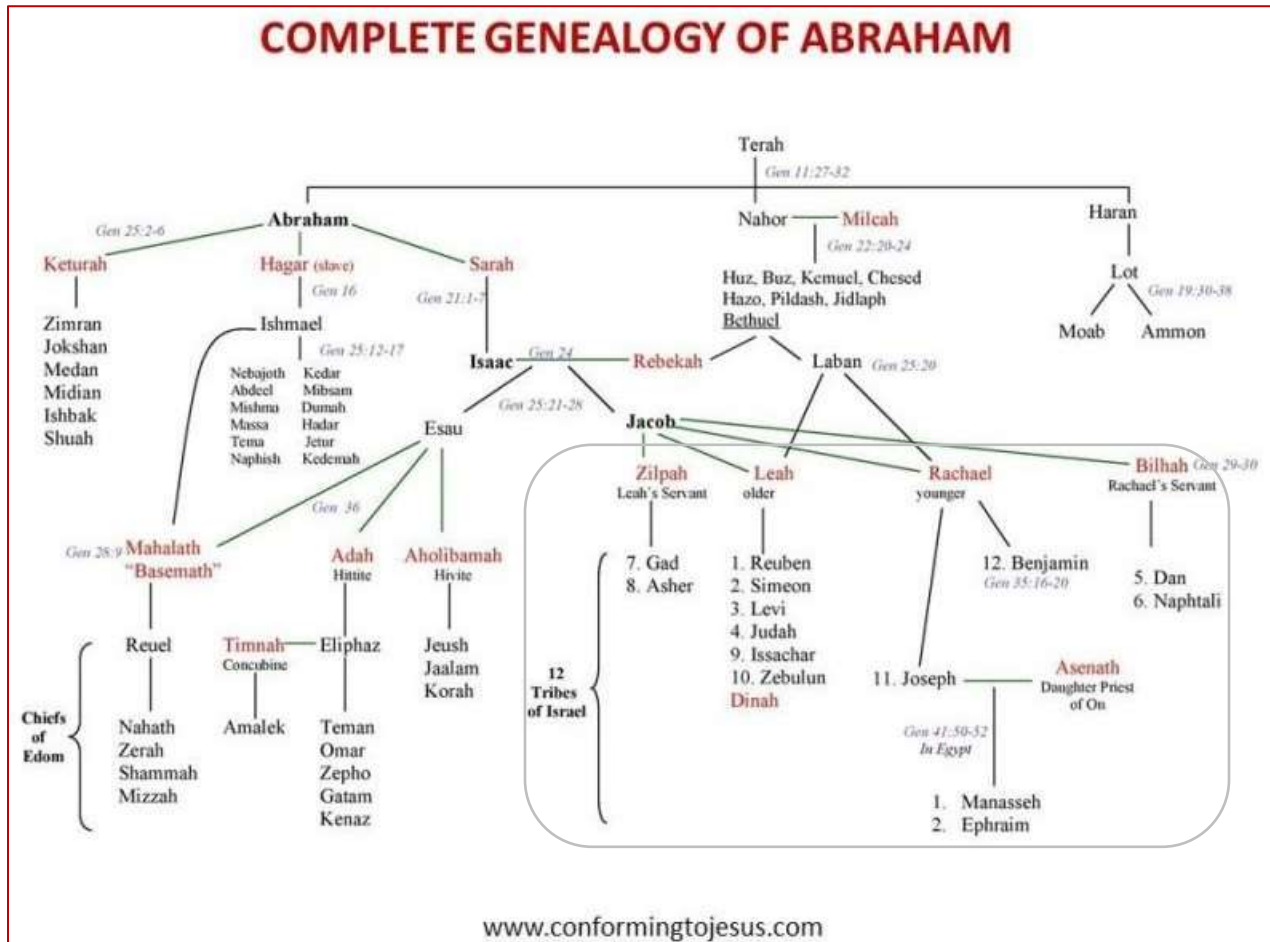 COMPLETE GENEALOGY OF ABRAHAM
Terah
Gen 11:27-32
Abraham
Nahor
Milcah
Haran
Gen 25:2-6
Gen 22:20-24
Keturah
Hagar (slave)
Sarah
Lot
Gen 16
Gen 21:1-7
Huz, Buz, Kemuel, Chesed
Hazo, Pildash, Jidlaph
Bethuel
Gen 19:30-38
Zimran
Jokshan
Medan
Midian
Ishbak
Shuah
Ishmael
Gen 25:12-17
Moab
Ammon
Nebajoth Kedar
Abdeel Mibsam
Mishma Dumah
Massa Hadar
Tema Jetur
Naphish Kedemah
Isaac
Gen 24
Rebekah
Laban
Gen 25:20
Gen 25:21-28
Esau
Jacob
Zilpah
Leah's Servant
Leah
older
Rachael
younger
Bilhah
Gen 29-30
Rachael's Servant
Gen 36
Gen 28:9
Mahalath
"Basemath"
Adah
Hittite
Aholibamah
Hivite
7. Gad
8. Asher
1. Reuben
2. Simeon
3. Levi
4. Judah
9. Issachar
10. Zebulun
Dinah
12. Benjamin
Gen 35:16-20
5. Dan
6. Naphtali
Reuel
Timnah
Concubine
Eliphaz
Jeush
Jaalam
Korah
12
Tribes
of Israel
11. Joseph
Asenath
Daughter Priest
of On
Chiefs
of
Edom
Nahath
Zerah
Shammah
Mizzah
Amalek
Teman
Omar
Zepho
Gatam
Kenaz
Gen 41:50-52
In Egypt
1. Manasseh
2. Ephraim
www.conformingtojesus.com